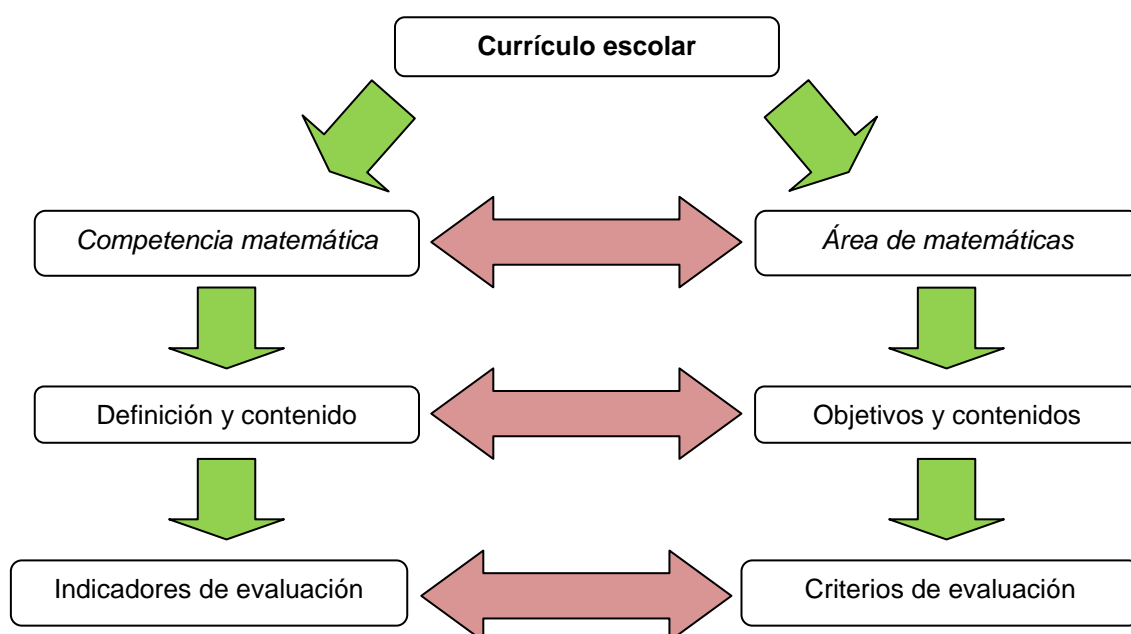 Currículo escolar
Competencia matemática
Área de matemáticas
Definición y contenido
Objetivos y contenidos
Indicadores de evaluación
Criterios de evaluación